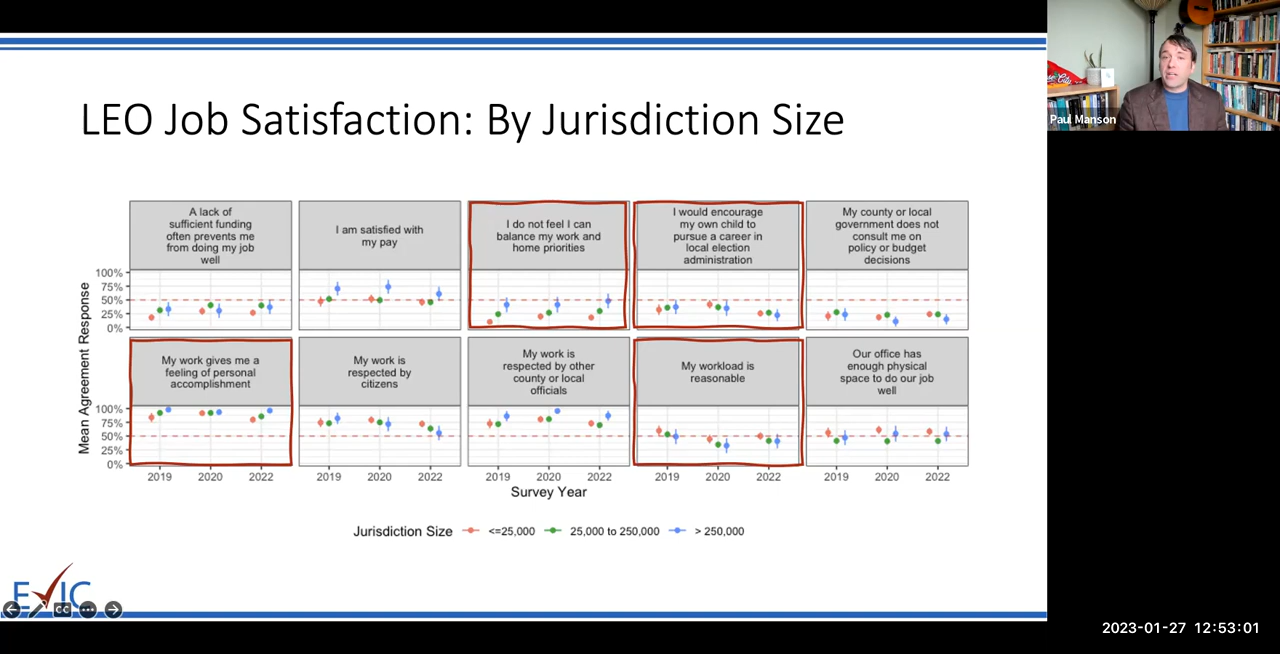 LEO Job Satisfaction: By Jurisdiction Size
Paul Manson
A lack of
sufficient funding
often prevents me
from doing my job
well
I am satisfied with
my pay
I do not feel I can
balance my work and
home priorities
I would encourage
my own child to
pursue a career in
local election
administration
My county or local
government does not
consult me on
policy or budget
decisions
100%
75%
50%
25%
0%
Mean Agreement Response
My work gives me a
feeling of personal
accomplishment
My work is
respected by
citizens
My work is
respected by other
county or local
officials
My workload is
reasonable
Our office has
enough physical
space to do our job
well
100%
75%
50%
25%
0%
2019 2020 2022 2019 2020 2022 2019 2020 2022 2019 2020 2022 2019 2020 2022
Survey Year
Jurisdiction Size <=25,000 25,000 to 250,000 > 250,000
EVIC
CC
2023-01-27 12:53:01